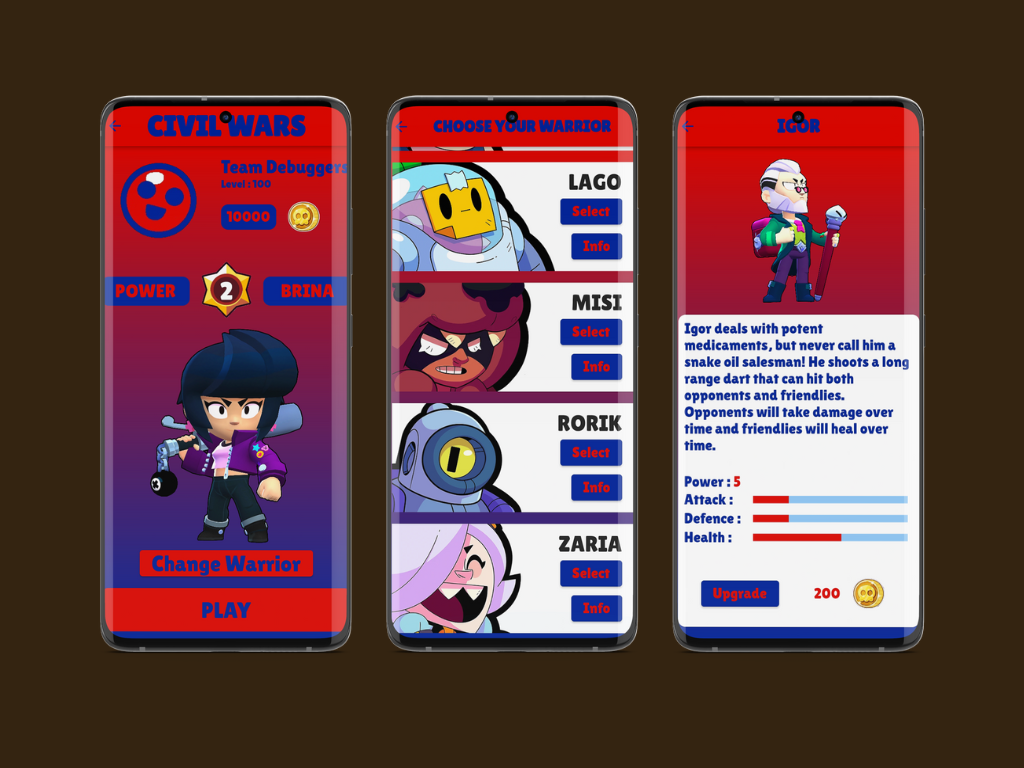 CIVIL WARS
Team Debuggers
Level : 100
10000
POWER
2
BRINA
Change Warrior
PLAY
CHOOSE YOUR WARRIOR
LAGO
Select
Info
MISI
Select
Info
RORIK
Select
Info
ZARIA
Select
Info
IGOR
Igor deals with potent
medicaments, but never call him a
snake oil salesman! He shoots a long
range dart that can hit both
opponents and friendlies.
Opponents will take damage over
time and friendlies will heal over
time.
Power : 5
Attack :
Defence :
Health :
Upgrade
200